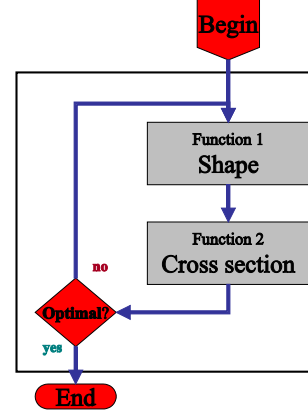 Begin
Function 1
Shape
Function 2
Cross section
no
Optimal?
yes
End